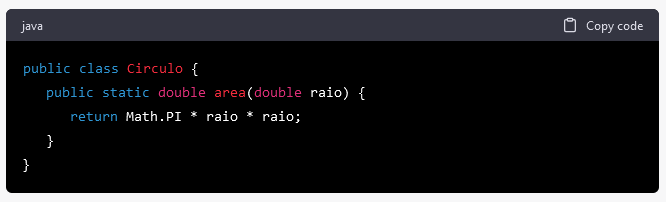 java Copy code
public class Circulo {
   public static double area(double raio) {
      return Math.PI * raio * raio;
   }
}